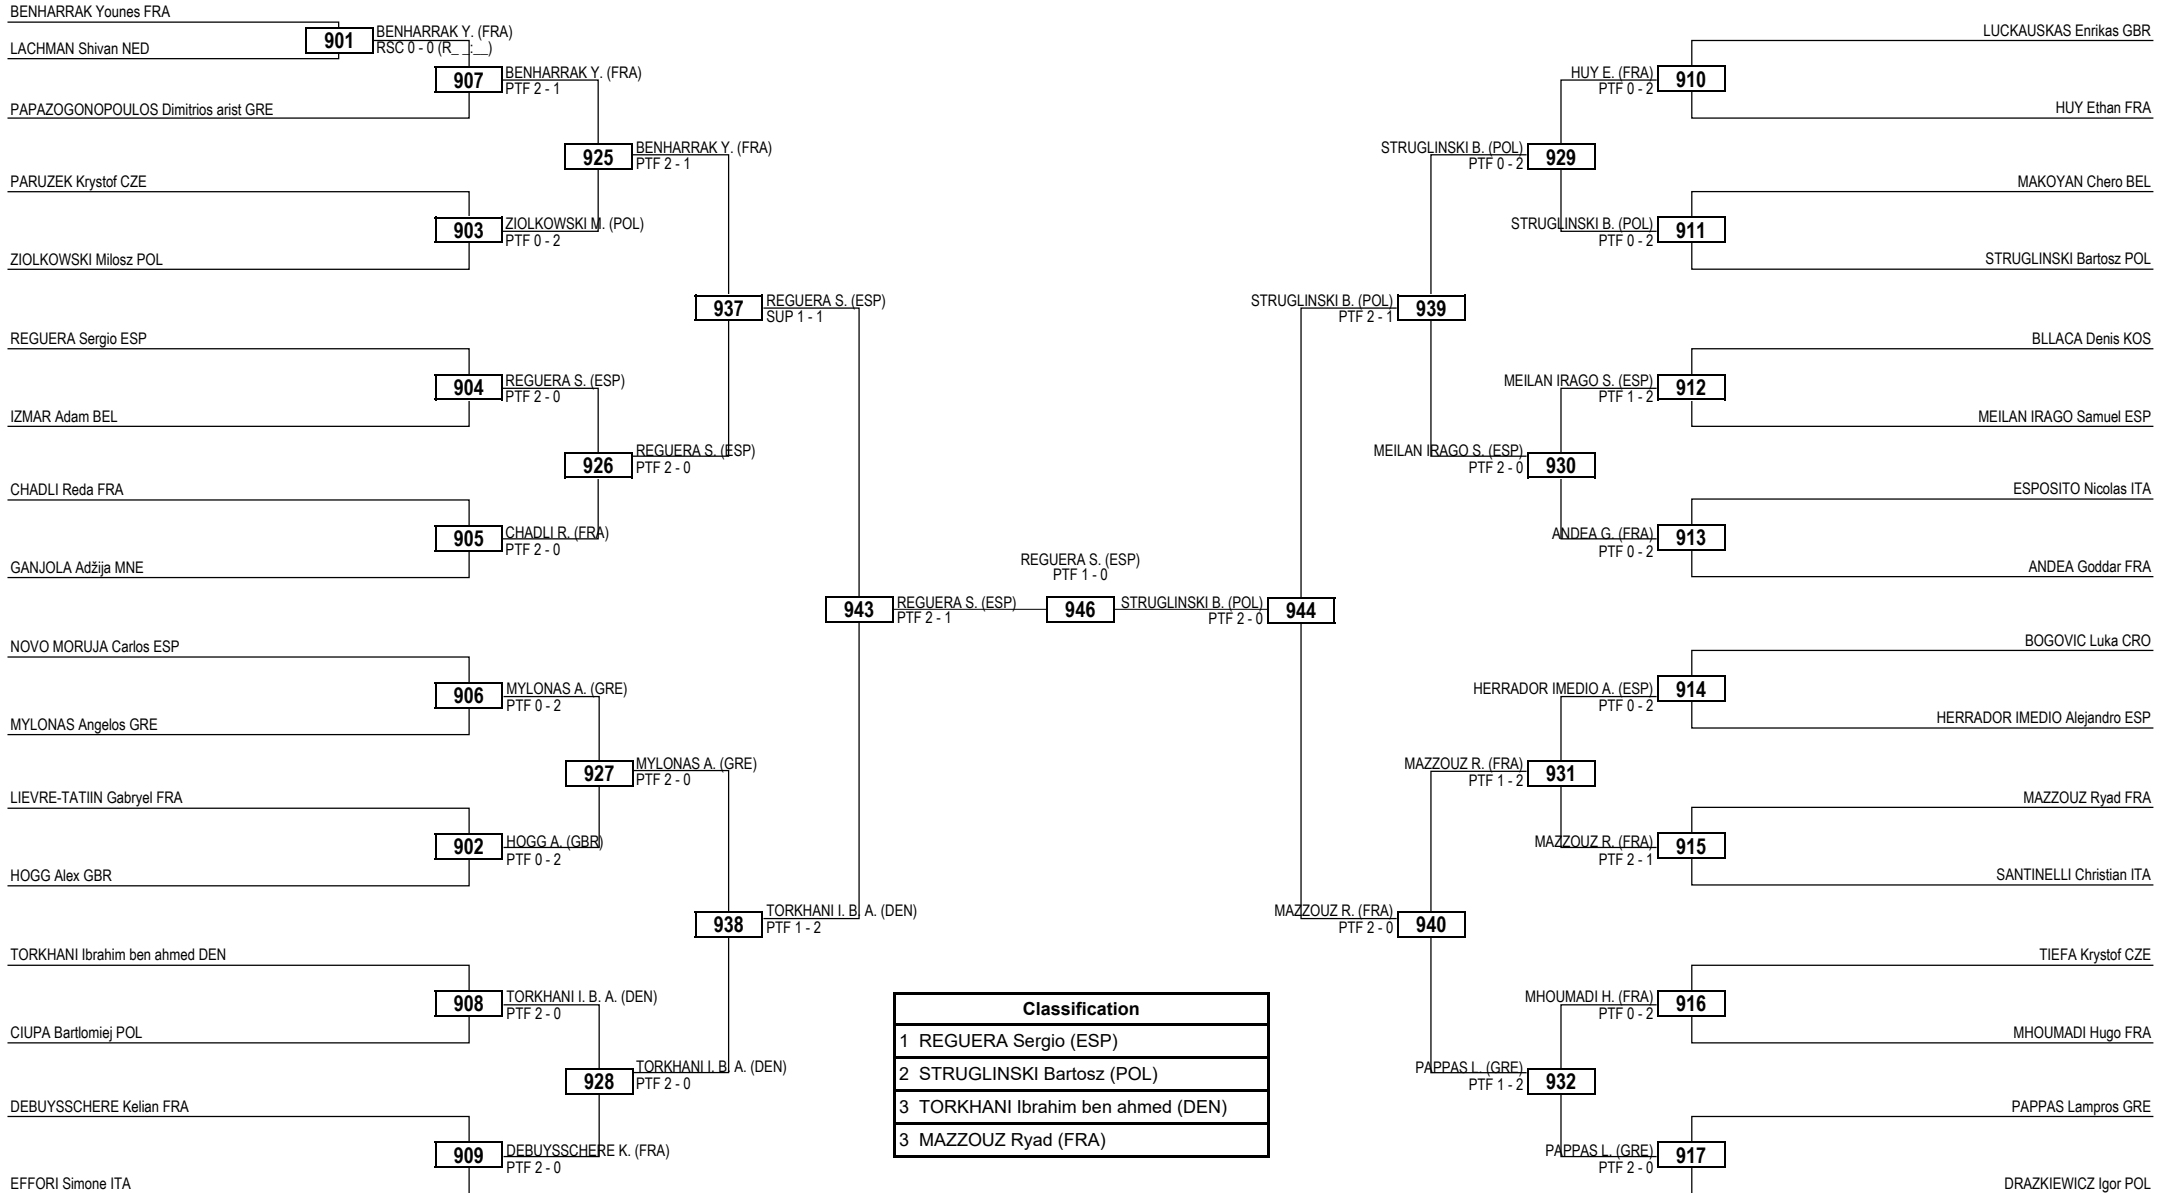 BENHARRAK Younes FRA
901
BENHARRAK Y. (FRA)
RSC 0 - 0 (R_ _:__)
LACHMAN Shivan NED
907
BENHARRAK Y. (FRA)
PTF 2 - 1
PAPAZOGONOPOULOS Dimitrios arist GRE
925
BENHARRAK Y. (FRA)
PTF 2 - 1
PARUZEK Krystof CZE
903
ZIOLKOWSKI M. (POL)
PTF 0 - 2
ZIOLKOWSKI Milosz POL
937
REGUERA S. (ESP)
SUP 1 - 1
REGUERA Sergio ESP
904
REGUERA S. (ESP)
PTF 2 - 0
IZMAR Adam BEL
926
REGUERA S. (ESP)
PTF 2 - 0
CHADLI Reda FRA
905
CHADLI R. (FRA)
PTF 2 - 0
GANJOLA Adžija MNE
943
REGUERA S. (ESP)
PTF 2 - 1
NOVO MORUJA Carlos ESP
906
MYLONAS A. (GRE)
PTF 0 - 2
MYLONAS Angelos GRE
927
MYLONAS A. (GRE)
PTF 2 - 0
LIEVRE-TATIIN Gabryel FRA
902
HOGG A. (GBR)
PTF 0 - 2
HOGG Alex GBR
938
TORKHANI I. B. A. (DEN)
PTF 1 - 2
TORKHANI Ibrahim ben ahmed DEN
908
TORKHANI I. B. A. (DEN)
PTF 2 - 0
CIUPA Bartlomiej POL
928
TORKHANI I. B. A. (DEN)
PTF 2 - 0
DEBUYSSCHERE Kelian FRA
909
DEBUYSSCHERE K. (FRA)
PTF 2 - 0
EFFORI Simone ITA
REGUERA S. (ESP)
PTF 1 - 0
946
STRUGLINSKI B. (POL)
PTF 2 - 0
944
LUCKAUSKAS Enrikas GBR
HUY E. (FRA)
PTF 0 - 2
910
HUY Ethan FRA
STRUGLINSKI B. (POL)
PTF 0 - 2
929
MAKOYAN Chero BEL
STRUGLINSKI B. (POL)
PTF 0 - 2
911
STRUGLINSKI Bartosz POL
STRUGLINSKI B. (POL)
PTF 2 - 1
939
BLLACA Denis KOS
MEILAN IRAGO S. (ESP)
PTF 1 - 2
912
MEILAN IRAGO Samuel ESP
MEILAN IRAGO S. (ESP)
PTF 2 - 0
930
ESPOSITO Nicolas ITA
ANDEA G. (FRA)
PTF 0 - 2
913
ANDEA Goddar FRA
BOGOVIC Luka CRO
HERRADOR IMEDIO A. (ESP)
PTF 0 - 2
914
HERRADOR IMEDIO Alejandro ESP
MAZZOUZ R. (FRA)
PTF 1 - 2
931
MAZZOUZ Ryad FRA
MAZZOUZ R. (FRA)
PTF 2 - 1
915
SANTINELLI Christian ITA
MAZZOUZ R. (FRA)
PTF 2 - 0
940
TIEFA Krystof CZE
MHOUMADI H. (FRA)
PTF 0 - 2
916
MHOUMADI Hugo FRA
PAPPAS L. (GRE)
PTF 1 - 2
932
PAPPAS Lampros GRE
PAPPAS L. (GRE)
PTF 2 - 0
917
DRAZKIEWICZ Igor POL
Classification
1 REGUERA Sergio (ESP)
2 STRUGLINSKI Bartosz (POL)
3 TORKHANI Ibrahim ben ahmed (DEN)
3 MAZZOUZ Ryad (FRA)